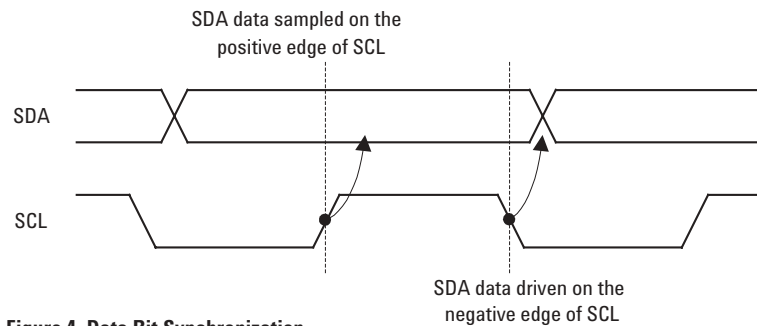 SDA data sampled on the
positive edge of SCL
SDA
SCL
SDA data driven on the
negative edge of SCL
Figure 4. Data Bit Synchronization